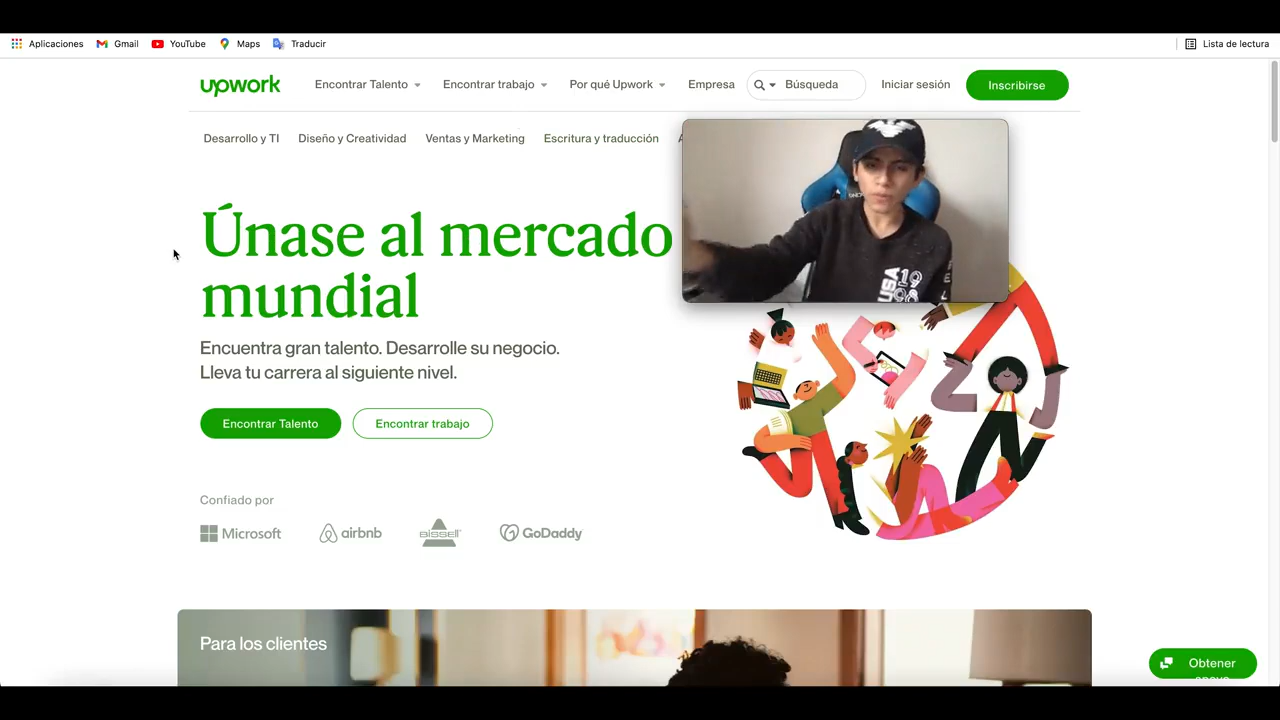 Aplicaciones Gmail YouTube Maps Traducir Lista de lectura
upwork Encontrar Talento Encontrar trabajo Por qué Upwork Empresa Búsqueda Iniciar sesión Inscribirse
Desarrollo y TI Diseño y Creatividad Ventas y Marketing Escritura y traducción
Únase al mercado
mundial
USA
19
Encuentra gran talento. Desarrolle su negocio.
Lleva tu carrera al siguiente nivel.
Encontrar Talento Encontrar trabajo
Confiado por
Microsoft airbnb BISSELL GoDaddy
Para los clientes
Obtener
apoyo